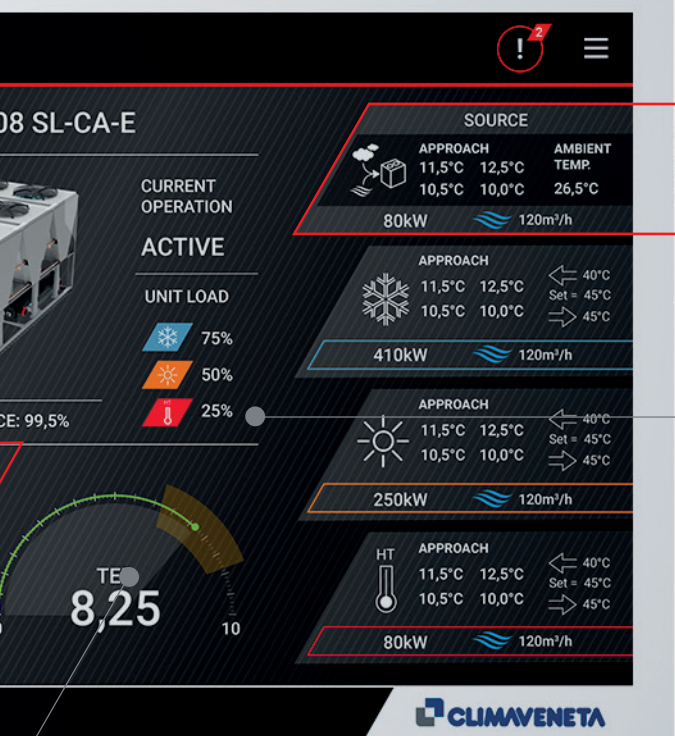 2
08 SL-CA-E
CURRENT
OPERATION
ACTIVE
UNIT LOAD
75%
50%
HT
25%
CE: 99,5%
TE
8,25
10
SOURCE
APPROACH
11,5°C 12,5°C
10,5°C 10,0°C
AMBIENT
TEMP.
26,5°C
80kW 120m³/h
APPROACH
11,5°C 12,5°C
10,5°C 10,0°C
40°C
Set = 45°C
45°C
410kW 120m³/h
APPROACH
11,5°C 12,5°C
10,5°C 10,0°C
40°C
Set = 45°C
45°C
250kW 120m³/h
HT
APPROACH
11,5°C 12,5°C
10,5°C 10,0°C
40°C
Set = 45°C
45°C
80kW 120m³/h
CLIMAVENETA